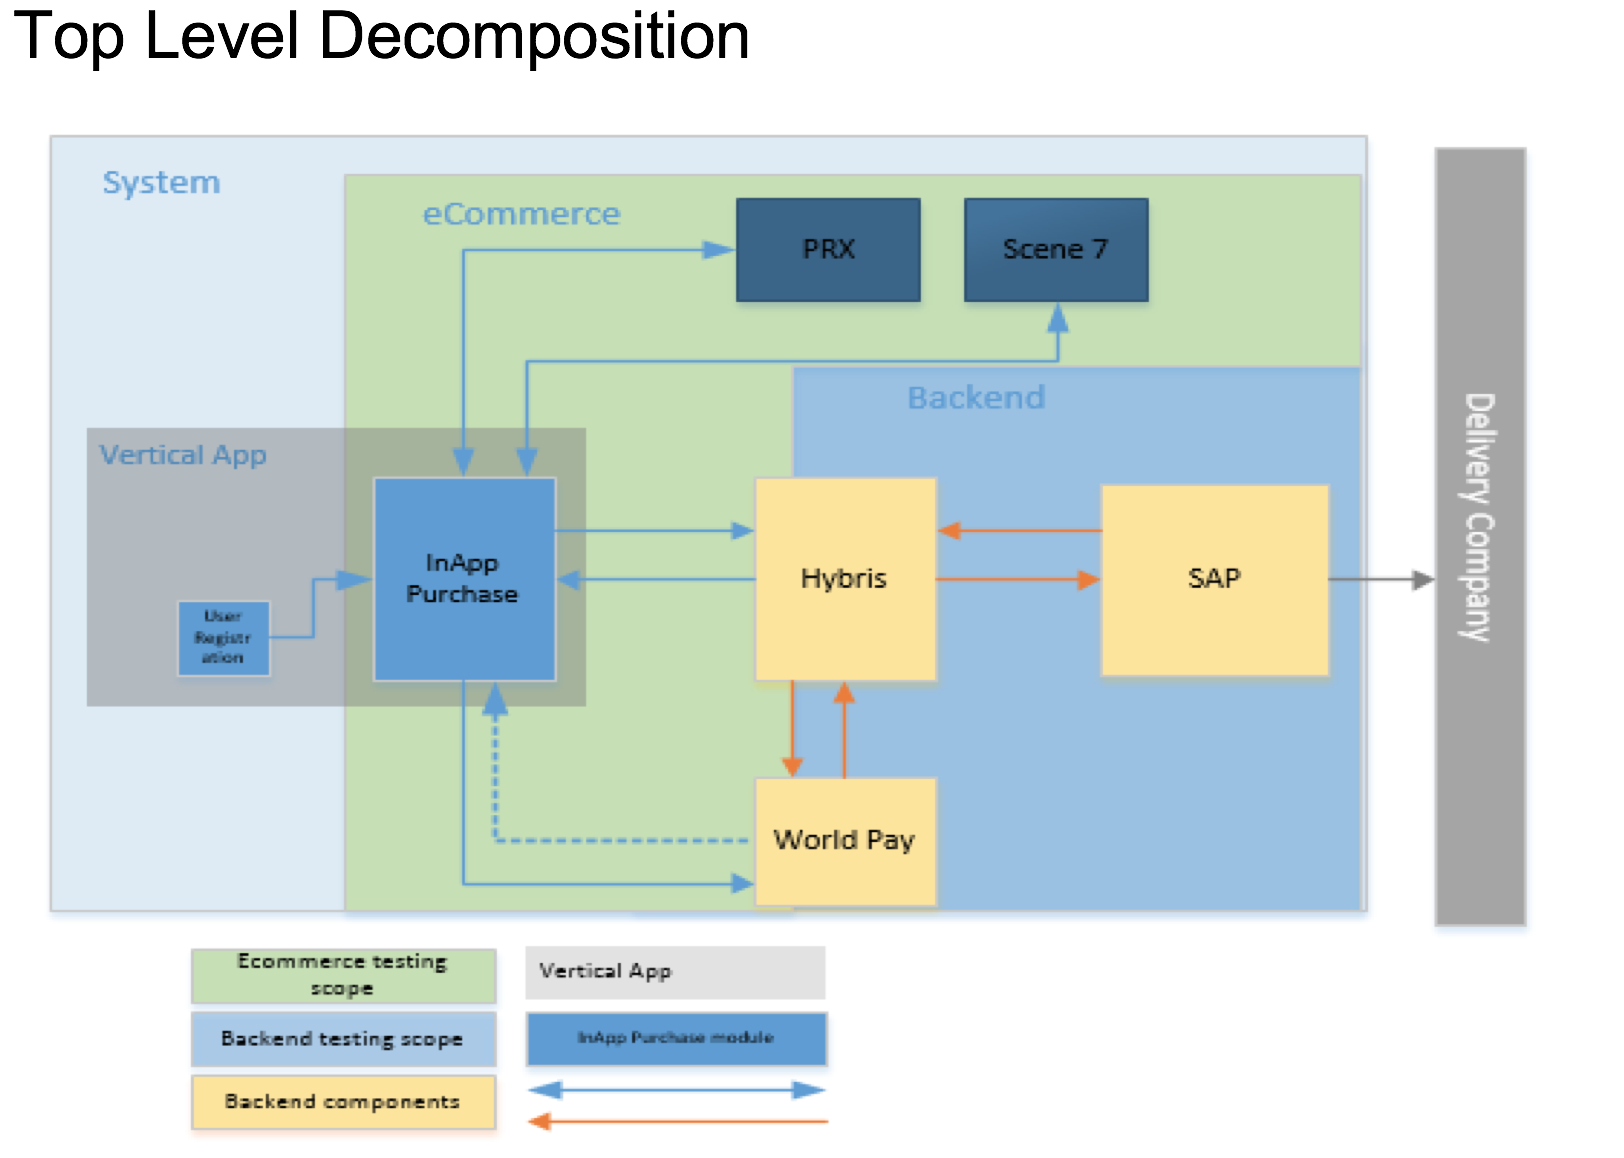 Top Level Decomposition
System
eCommerce
PRX
Scene 7
Backend
Vertical App
InApp
Purchase
User
Registr
ation
Hybris
SAP
World Pay
Delivery Company
Ecommerce testing
scope
Vertical App
Backend testing scope
InApp Purchase module
Backend components